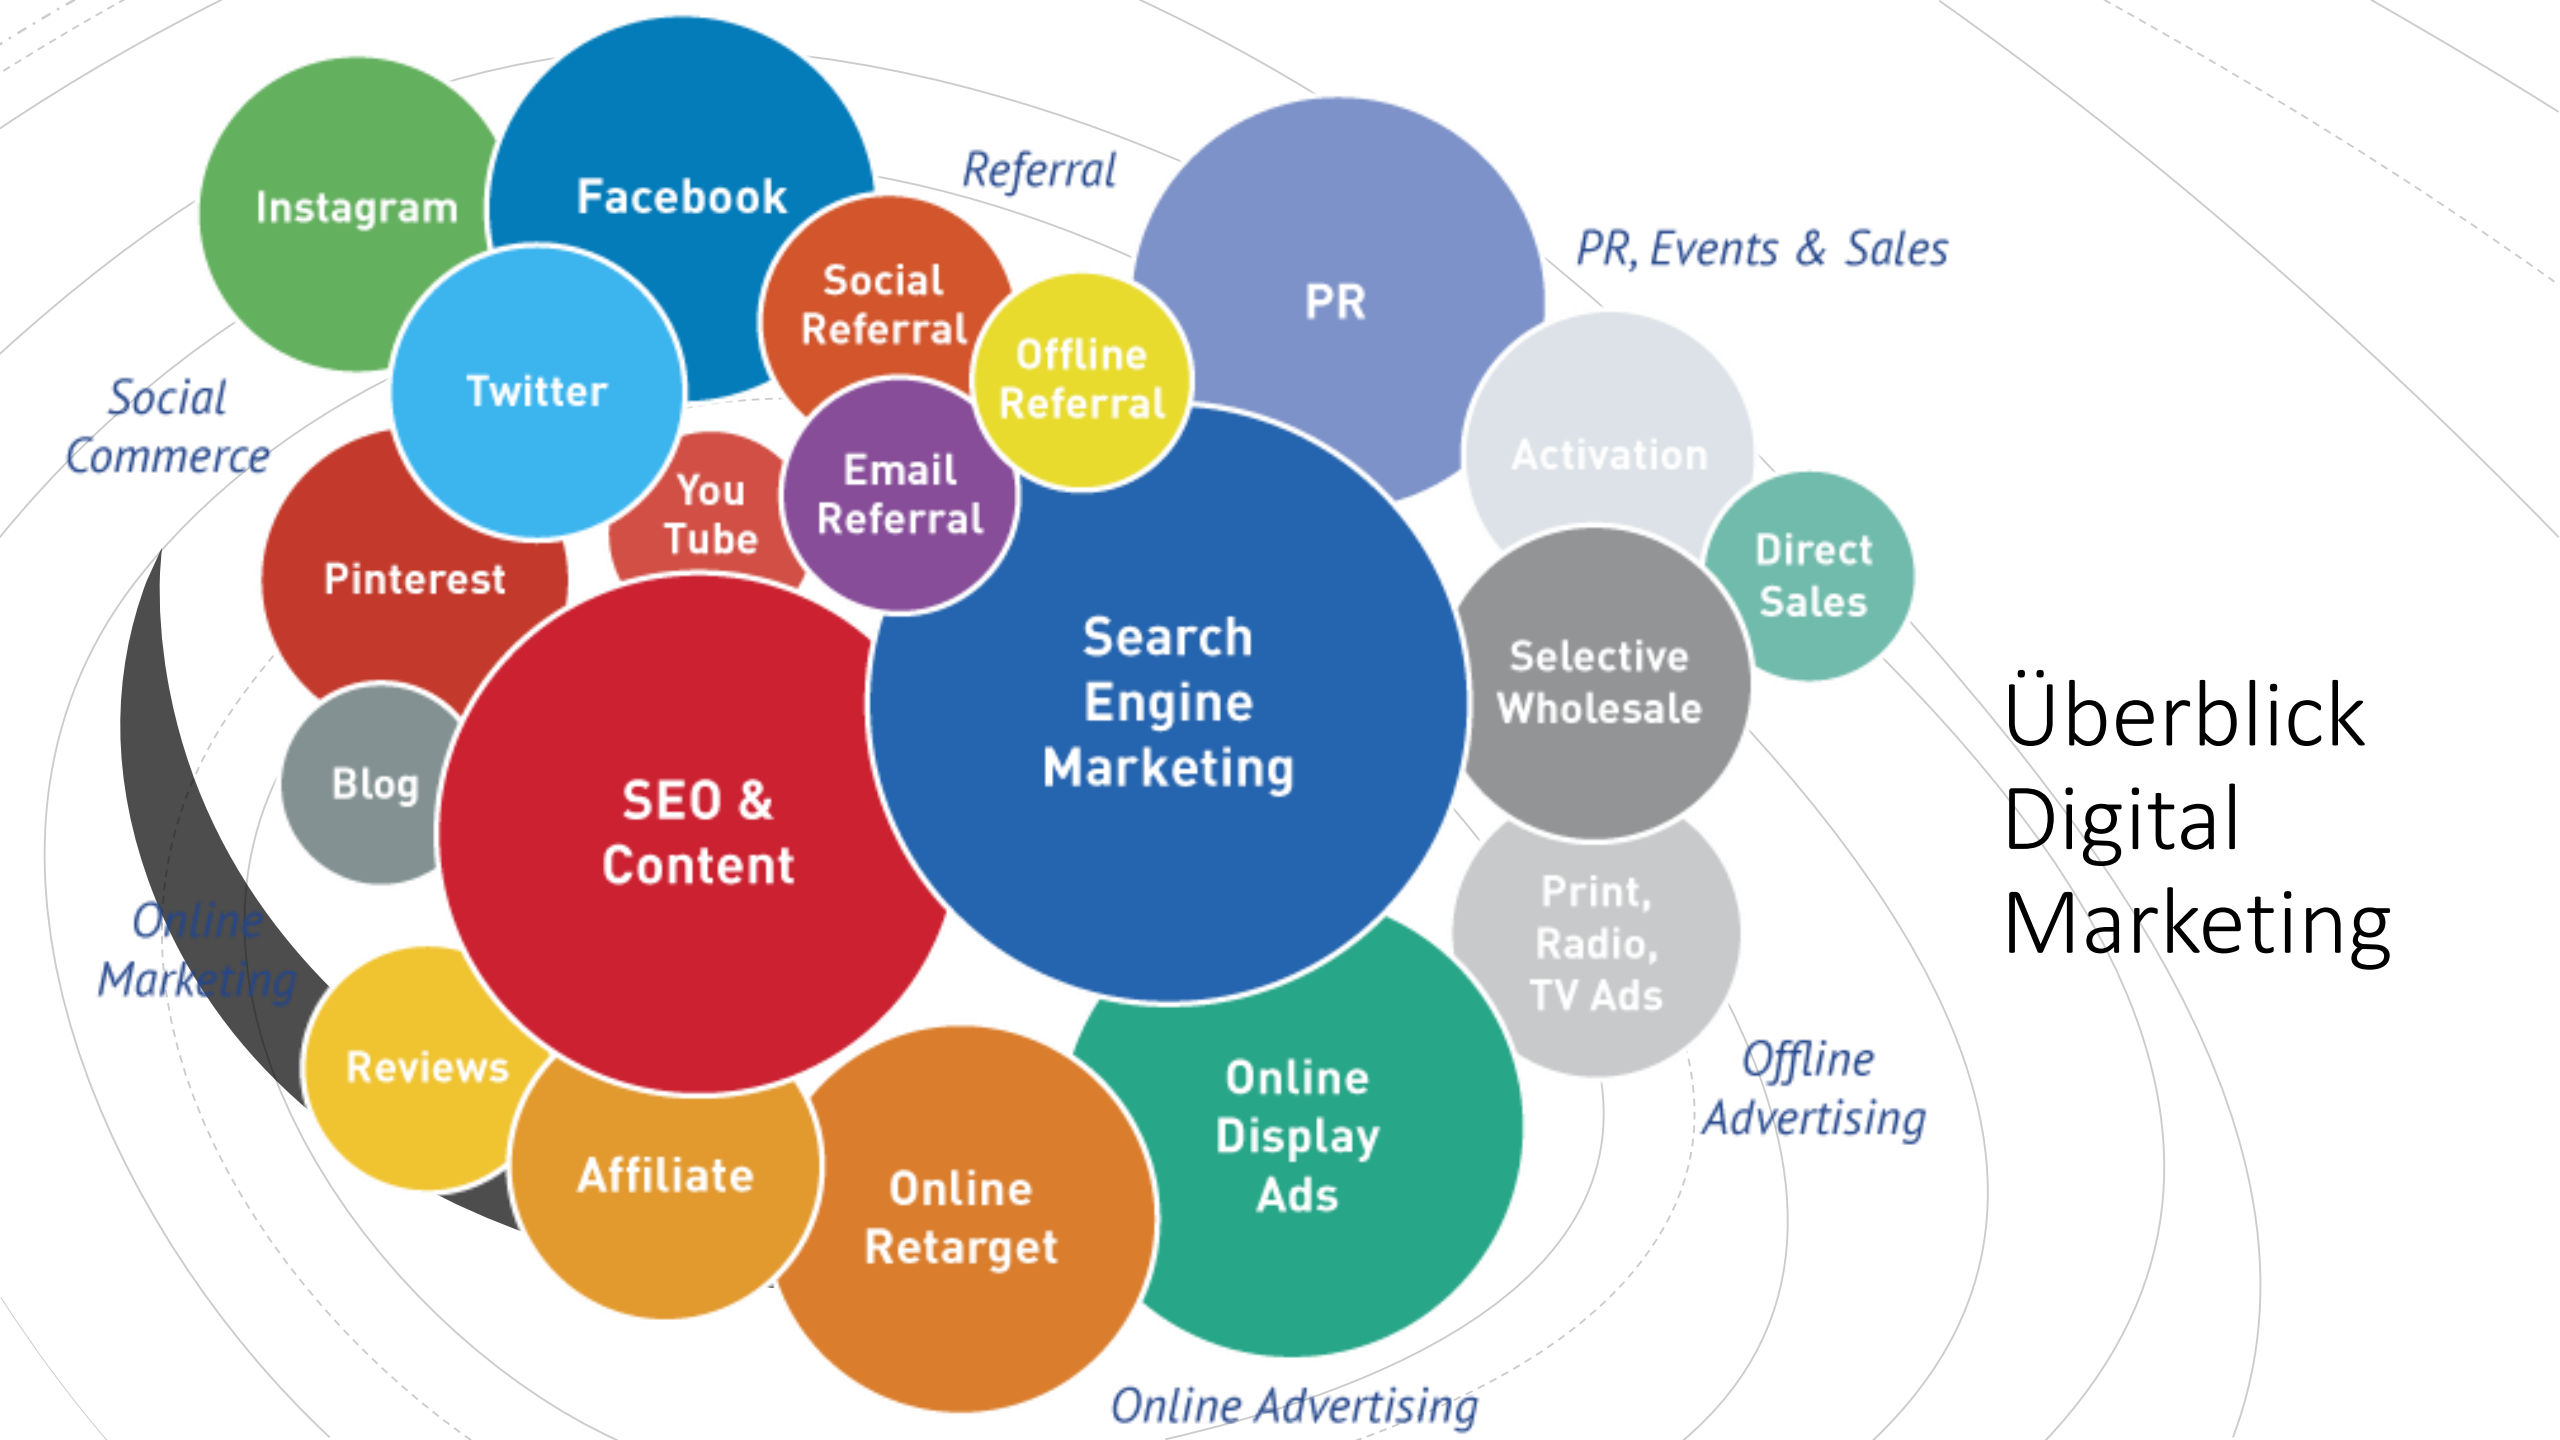 Instagram
Facebook
Referral
PR, Events & Sales
PR
Social
Referral
Offline
Referral
Twitter
Social
Commerce
Activation
You
Tube
Email
Referral
Pinterest
Direct
Sales
Search
Engine
Marketing
Selective
Wholesale
Blog
SEO &
Content
Überblick
Digital
Marketing
Online
Marketing
Print,
Radio,
TV Ads
Reviews
Affiliate
Online
Retarget
Online
Display
Ads
Offline
Advertising
Online Advertising